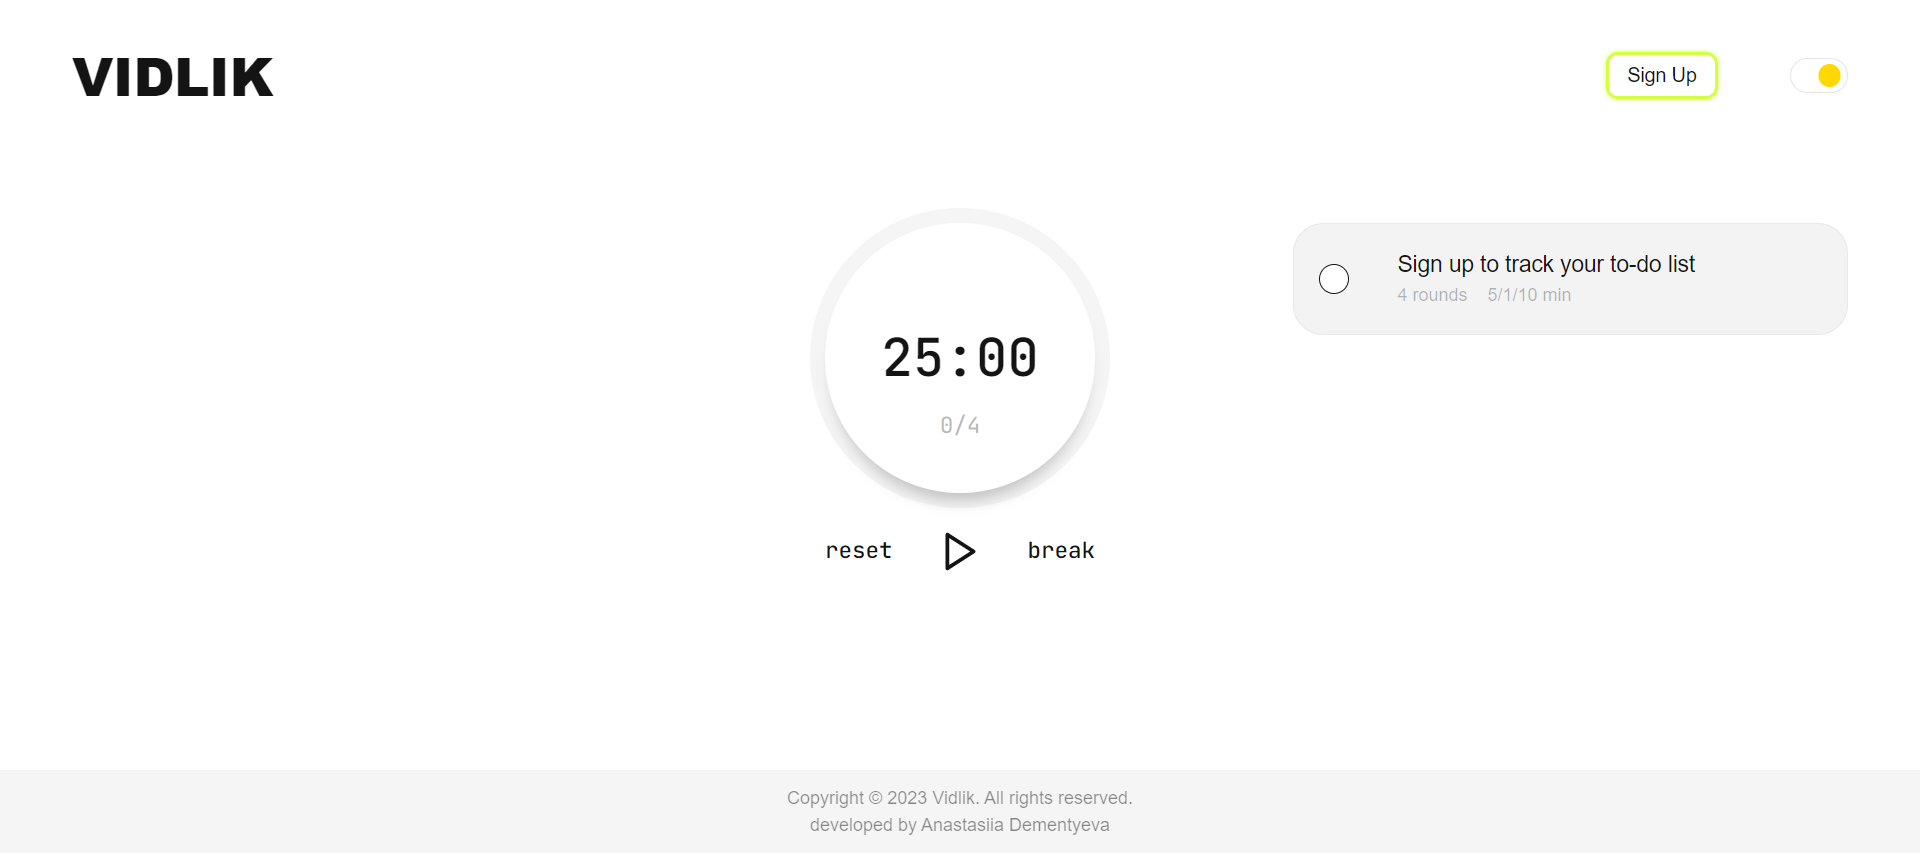 VIDLIK
Sign Up
25:00
0/4
reset
break
Sign up to track your to-do list
4 rounds 5/1/10 min
Copyright © 2023 Vidlik. All rights reserved.
developed by Anastasiia Dementyeva